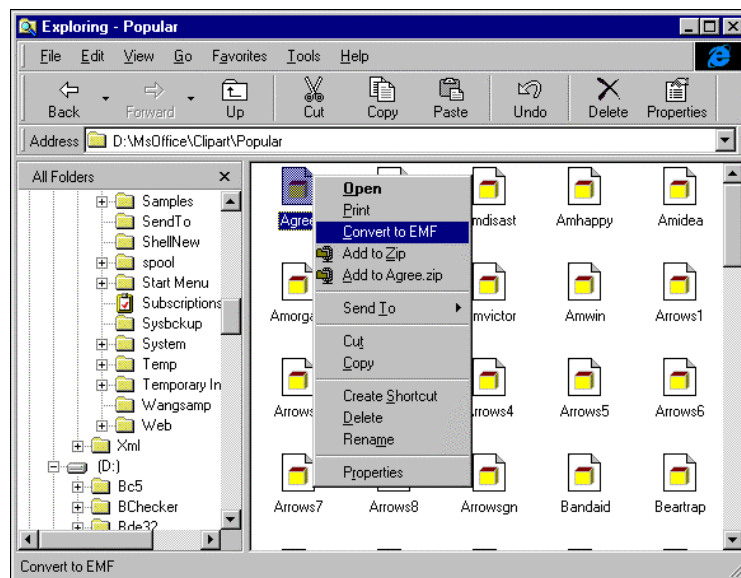 Exploring - Popular
File Edit View Go Favorites Tools Help
Back Forward Up Cut Copy Paste Undo Delete Properties
Address D:\MsOffice\Clipart\Popular
All Folders
Samples
SendTo
ShellNew
spool
Start Menu
Subscriptions
Sysbckup
System
Temp
Temporary In
Wangsamp
Web
Xml
(D:)
Bc5
BChecker
Bde32
Agree
mdisast Amhappy Amidea
Amorga mvictor Amwin Arrows1
Arrows rrows4 Arrows5 Arrows6
Arrows7 Arrows8 Arrowsgn Bandaid Beartrap
Open
Print
Convert to EMF
Add to Zip
Add to Agree.zip
Send To
Cut
Copy
Create Shortcut
Delete
Rename
Properties
Convert to EMF